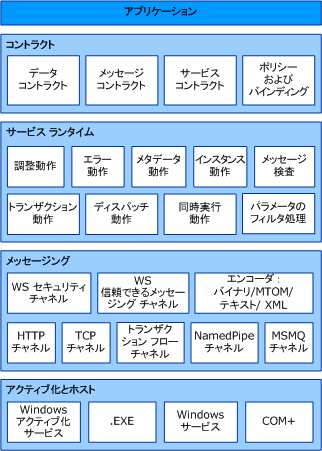 アプリケーション
コントラクト
データ
コントラクト
メッセージ
コントラクト
サービス
コントラクト
ポリシー
および
バインディング
サービス ランタイム
調整動作
エラー
動作
メタデータ
動作
インスタンス
動作
メッセージ
検査
トランザクション
動作
ディスパッチ
動作
同時実行
動作
パラメータの
フィルタ処理
メッセージング
WS セキュリティ
チャネル
WS
信頼できるメッセー
ジング チャネル
エンコーダ :
バイナリ/MTOM/
テキスト/ XML
HTTP
チャネル
TCP
チャネル
トランザク
ション フロー
チャネル
NamedPipe
チャネル
MSMQ
チャネル
アクティブ化とホスト
Windows
アクティブ化
サービス
.EXE
Windows
サービス
COM+